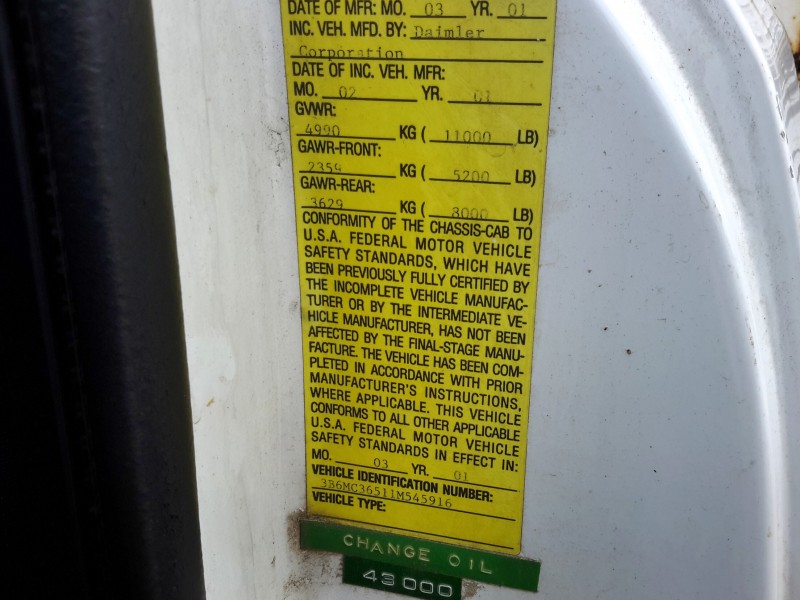 DATE OF MFR: MO. 03 YR. 01
INC. VEH. MFD. BY: Daimler
Corporation
DATE OF INC. VEH. MFR:
MO. 02 YR. 01
GVWR:
4990 KG ( 11000 LB)
GAWR-FRONT:
2359 KG ( 5200 LB)
GAWR-REAR:
3629 KG ( 8000 LB)
CONFORMITY OF THE CHASSIS-CAB TO
U.S.A. FEDERAL MOTOR VEHICLE
SAFETY STANDARDS, WHICH HAVE
BEEN PREVIOUSLY FULLY CERTIFIED BY
THE INCOMPLETE VEHICLE MANUFAC-
TURER OR BY THE INTERMEDIATE VE-
HICLE MANUFACTURER, HAS NOT BEEN
AFFECTED BY THE FINAL-STAGE MANU-
FACTURE. THE VEHICLE HAS BEEN COM-
PLETED IN ACCORDANCE WITH PRIOR
MANUFACTURER'S INSTRUCTIONS,
WHERE APPLICABLE. THIS VEHICLE
CONFORMS TO ALL OTHER APPLICABLE
U.S.A. FEDERAL MOTOR VEHICLE
SAFETY STANDARDS IN EFFECT IN:
MO. 03 YR. 01
VEHICLE IDENTIFICATION NUMBER:
3B6MC36511M545916
VEHICLE TYPE:
CHANGE OIL
43000